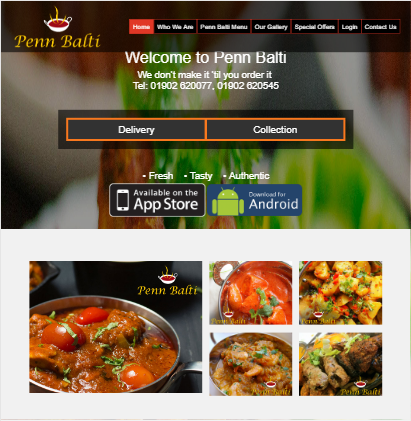 Penn Balti
Home Who We Are Penn Balti Menu Our Gallery Special Offers Login Contact Us
Welcome to Penn Balti
We don't make it 'til you order it
Tel: 01902 620077, 01902 620545
Delivery Collection
- Fresh - Tasty - Authentic
Available on the
App Store
Download for
Android
Penn Balti
Penn Balti
Penn Balti
Penn Balti
Penn Balti